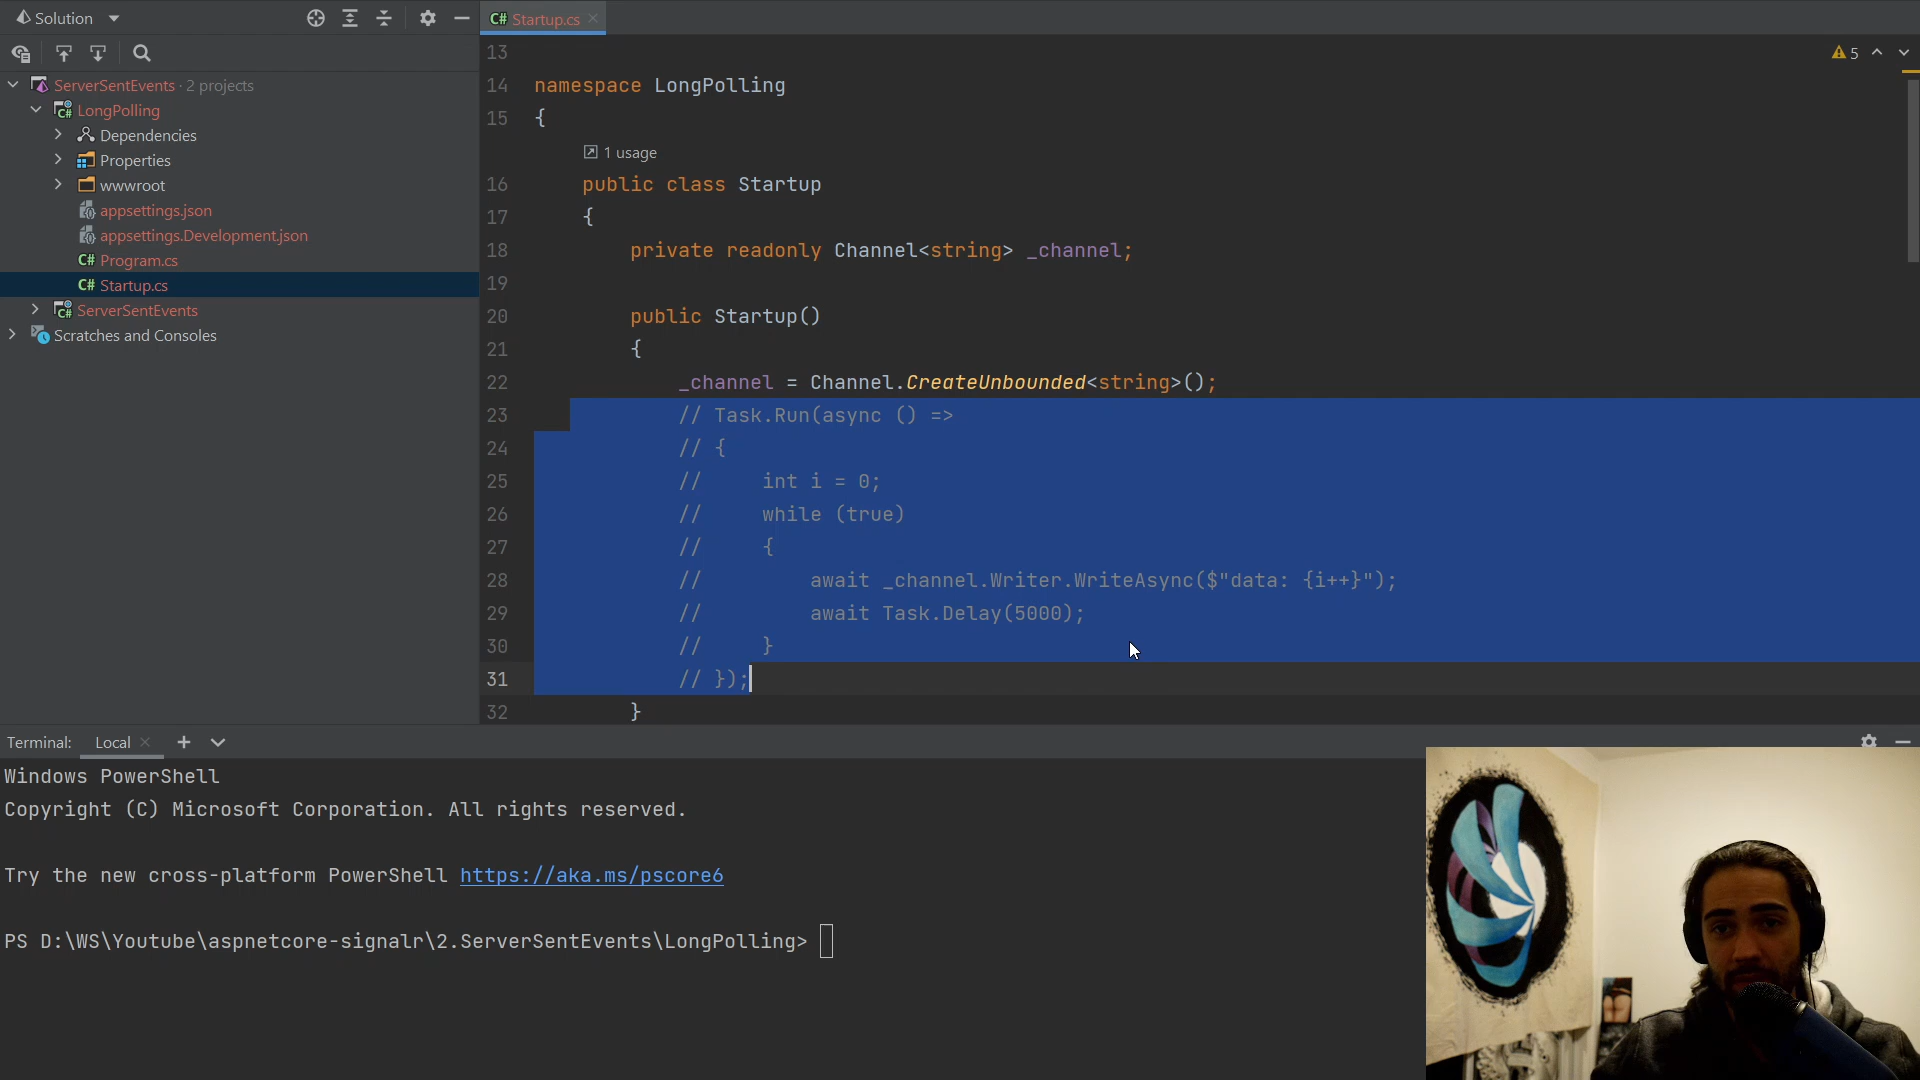 Solution
Startup.cs
5
ServerSentEvents · 2 projects
LongPolling
Dependencies
Properties
wwwroot
appsettings.json
appsettings.Development.json
C# Program.cs
C# Startup.cs
ServerSentEvents
Scratches and Consoles
13
14 namespace LongPolling
15 {
1 usage
16 public class Startup
17 {
18 private readonly Channel<string> _channel;
19
20 public Startup()
21 {
22 _channel = Channel.CreateUnbounded<string>();
23 // Task.Run(async () =>
24 // {
25 // int i = 0;
26 // while (true)
27 // {
28 // await _channel.Writer.WriteAsync($"data: {i++}");
29 // await Task.Delay(5000);
30 // }
31 // });
32 }
Terminal: Local
Windows PowerShell
Copyright (C) Microsoft Corporation. All rights reserved.
Try the new cross-platform PowerShell https://aka.ms/pscore6
PS D:\WS\Youtube\aspnetcore-signalr\2.ServerSentEvents\LongPolling>